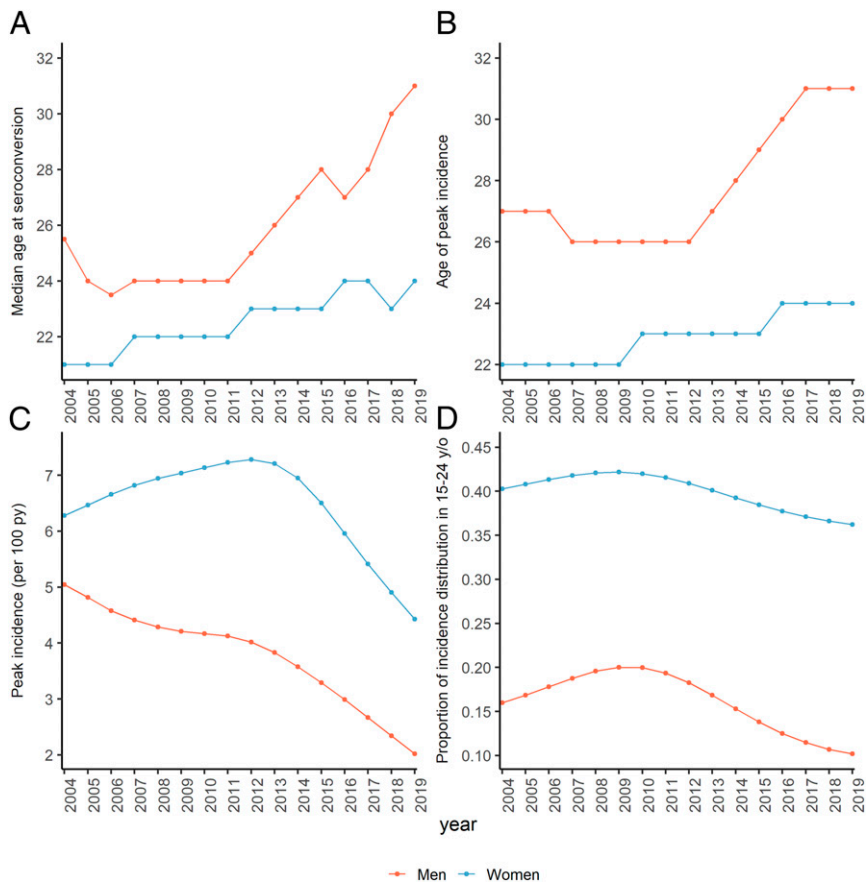 A
B
Median age at seroconversion
32
30
28
26
24
22
2004 2005 2006 2007 2008 2009 2010 2011 2012 2013 2014 2015 2016 2017 2018 2019
Age of peak incidence
32
30
28
26
24
22
2004 2005 2006 2007 2008 2009 2010 2011 2012 2013 2014 2015 2016 2017 2018 2019
C
D
Peak incidence (per 100 py)
7
6
5
4
3
2
2004 2005 2006 2007 2008 2009 2010 2011 2012 2013 2014 2015 2016 2017 2018 2019
Proportion of incidence distribution in 15-24 y/o
0.45
0.40
0.35
0.30
0.25
0.20
0.15
0.10
2004 2005 2006 2007 2008 2009 2010 2011 2012 2013 2014 2015 2016 2017 2018 2019
year
Men Women